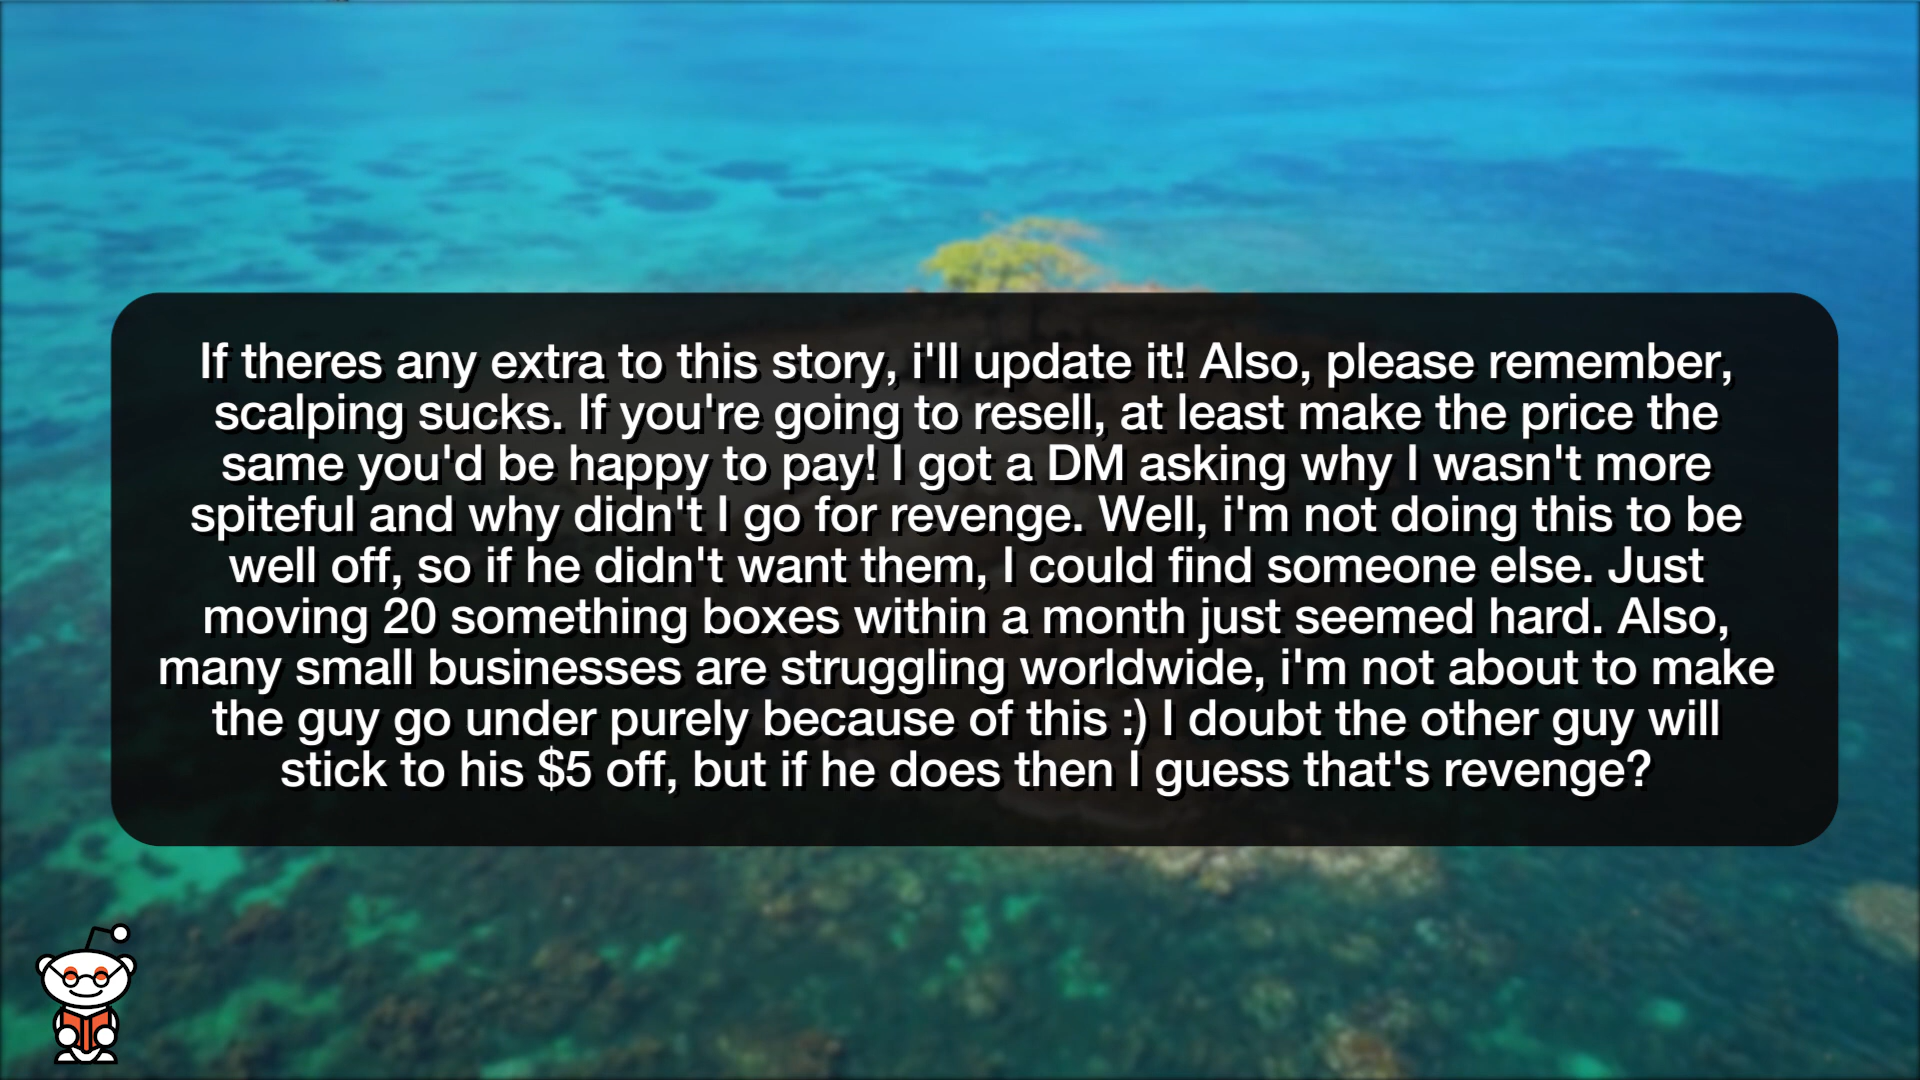 If theres any extra to this story, i'll update it! Also, please remember,
scalping sucks. If you're going to resell, at least make the price the
same you'd be happy to pay! I got a DM asking why I wasn't more
spiteful and why didn't I go for revenge. Well, i'm not doing this to be
well off, so if he didn't want them, I could find someone else. Just
moving 20 something boxes within a month just seemed hard. Also,
many small businesses are struggling worldwide, i'm not about to make
the guy go under purely because of this :) I doubt the other guy will
stick to his $5 off, but if he does then I guess that's revenge?